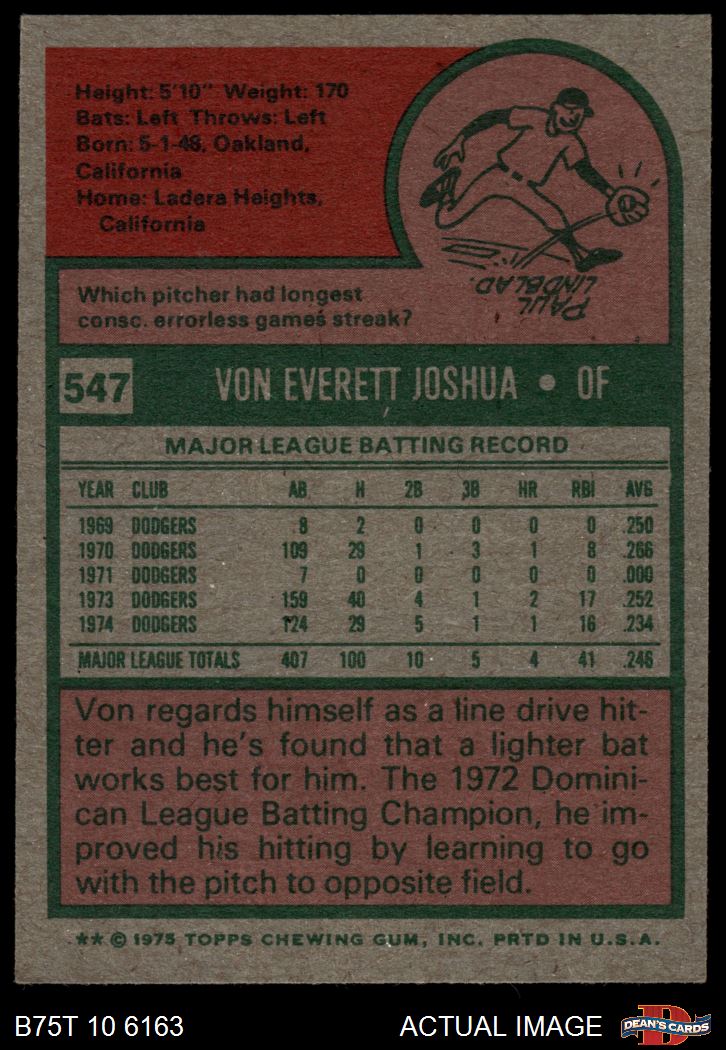 Height: 5'10" Weight: 170
Bats: Left Throws: Left
Born: 5-1-48, Oakland,
California
Home: Ladera Heights,
California
Which pitcher had longest
consc. errorless games streak?
PAUL
LINDBLAD.
547 VON EVERETT JOSHUA • OF
MAJOR LEAGUE BATTING RECORD
YEAR CLUB AB H 2B 3B HR RBI AVG
1969 DODGERS 8 2 0 0 0 0 .250
1970 DODGERS 109 29 1 3 1 8 .266
1971 DODGERS 7 0 0 0 0 0 .000
1973 DODGERS 159 40 4 1 2 17 .252
1974 DODGERS 124 29 5 1 1 16 .234
MAJOR LEAGUE TOTALS 407 100 10 5 4 41 .246
Von regards himself as a line drive hit-
ter and he's found that a lighter bat
works best for him. The 1972 Domini-
can League Batting Champion, he im-
proved his hitting by learning to go
with the pitch to opposite field.
** © 1975 TOPPS CHEWING GUM, INC. PRTD IN U.S.A.
B75T 10 6163 ACTUAL IMAGE
D
DEAN'S CARDS